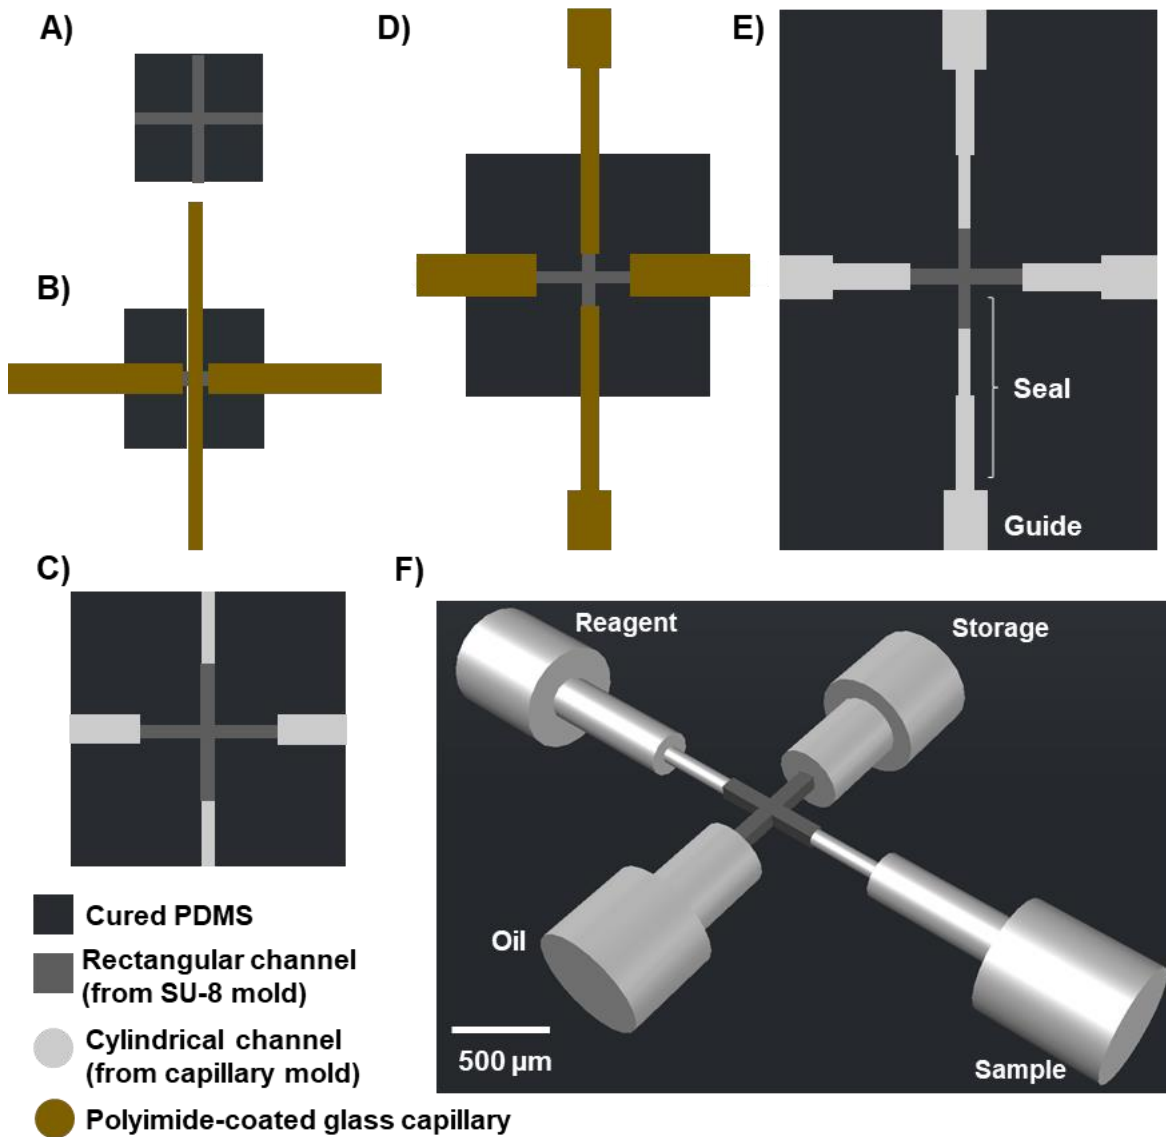 A)
B)
C)
Cured PDMS
Rectangular channel
(from SU-8 mold)
Cylindrical channel
(from capillary mold)
Polyimide-coated glass capillary
D)
E)
Seal
Guide
F)
Reagent
Storage
Oil
500 µm
Sample